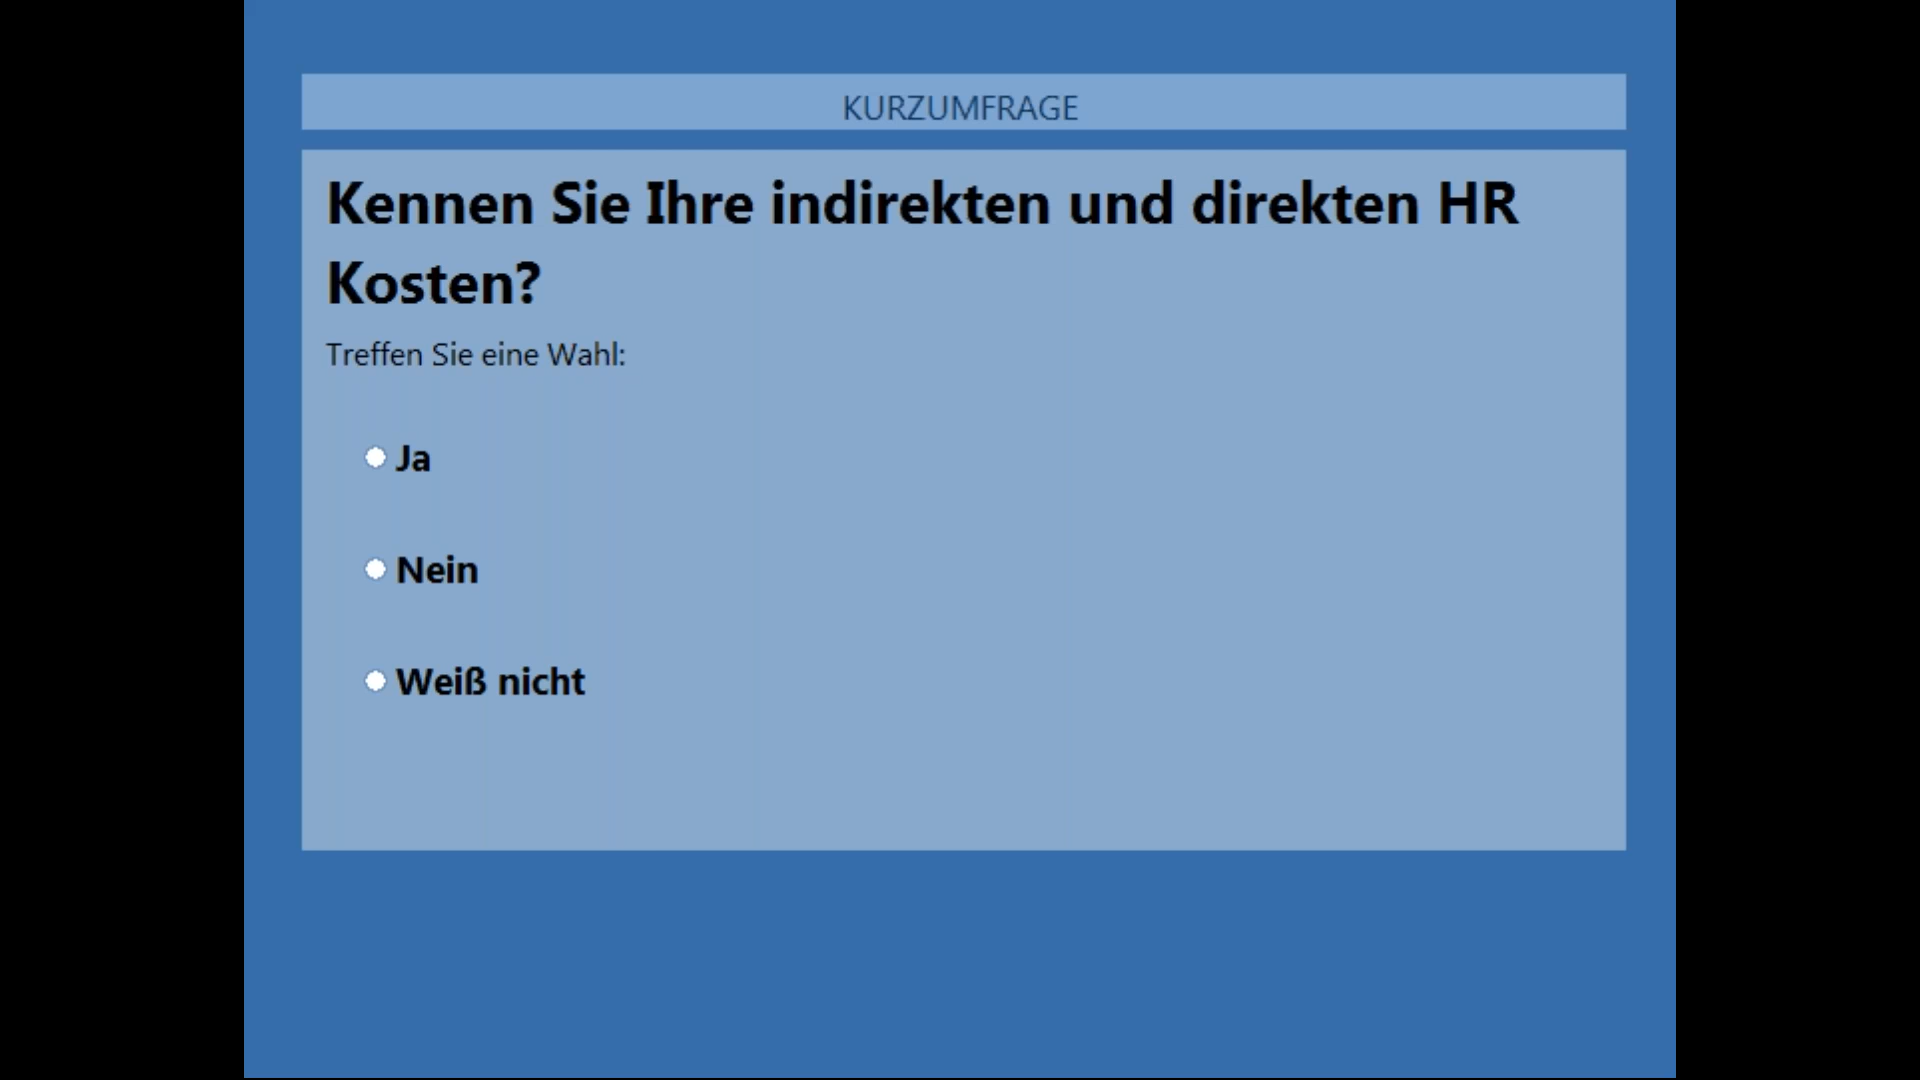 KURZUMFRAGE
Kennen Sie Ihre indirekten und direkten HR
Kosten?
Treffen Sie eine Wahl:
Ja
Nein
Weiß nicht